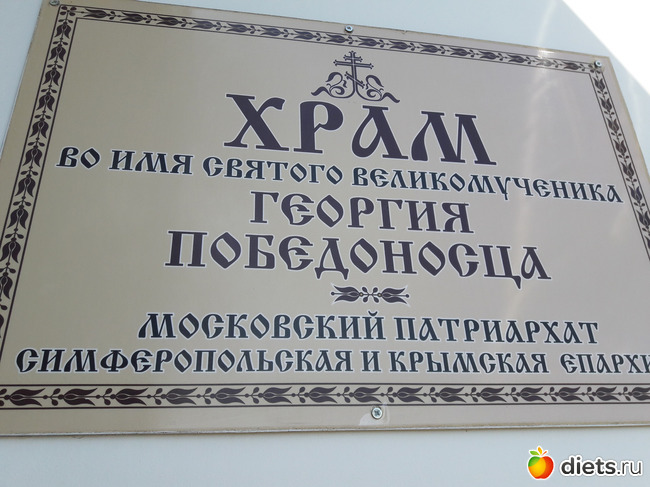 ХРАМ
ВО ИМЯ СВЯТОГО ВЕЛИКОМУЧЕНИКА
ГЕОРГИЯ
ПОБЕДОНОСЦА
МОСКОВСКИЙ ПАТРИАРХАТ
СИМФЕРОПОЛЬСКАЯ И КРЫМСКАЯ ЕПАРХИ
diets.ru